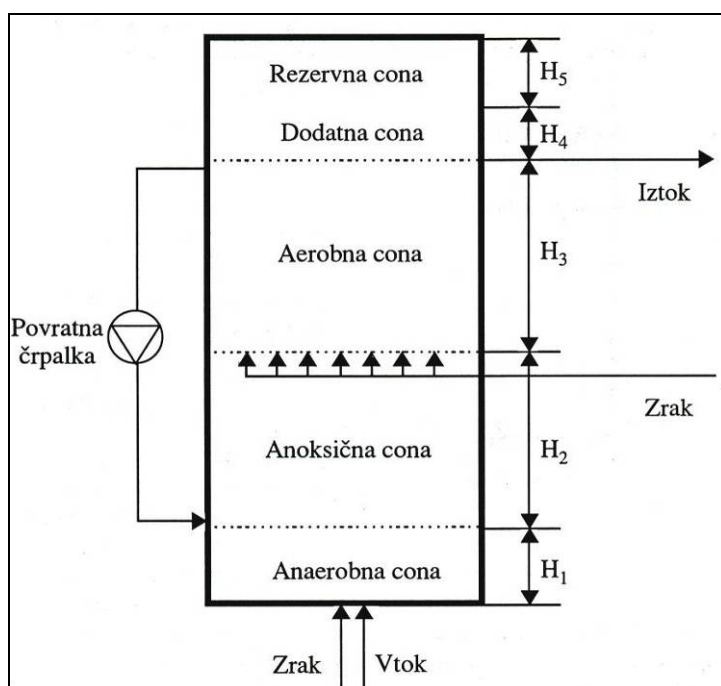 Rezervna cona
H5
Dodatna cona
H4
Iztok
Aerobna cona
H3
Povratna
črpalka
Zrak
Anoksična cona
H2
Anaerobna cona
H1
Zrak
Vtok